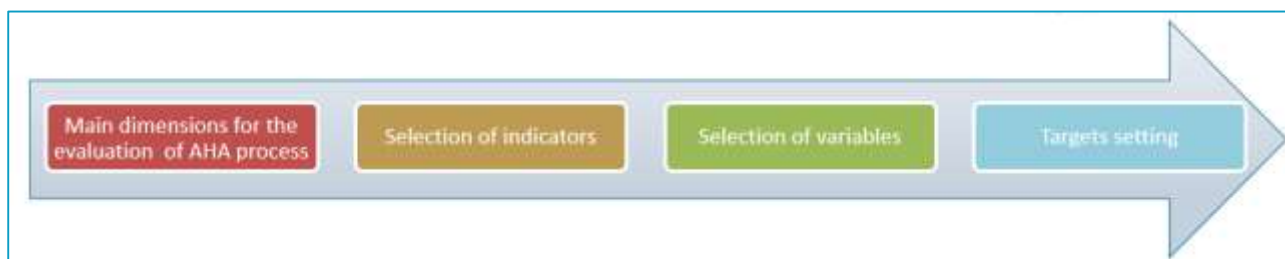 Main dimensions for the
evaluation of AHA process
Selection of indicators
Selection of variables
Targets setting